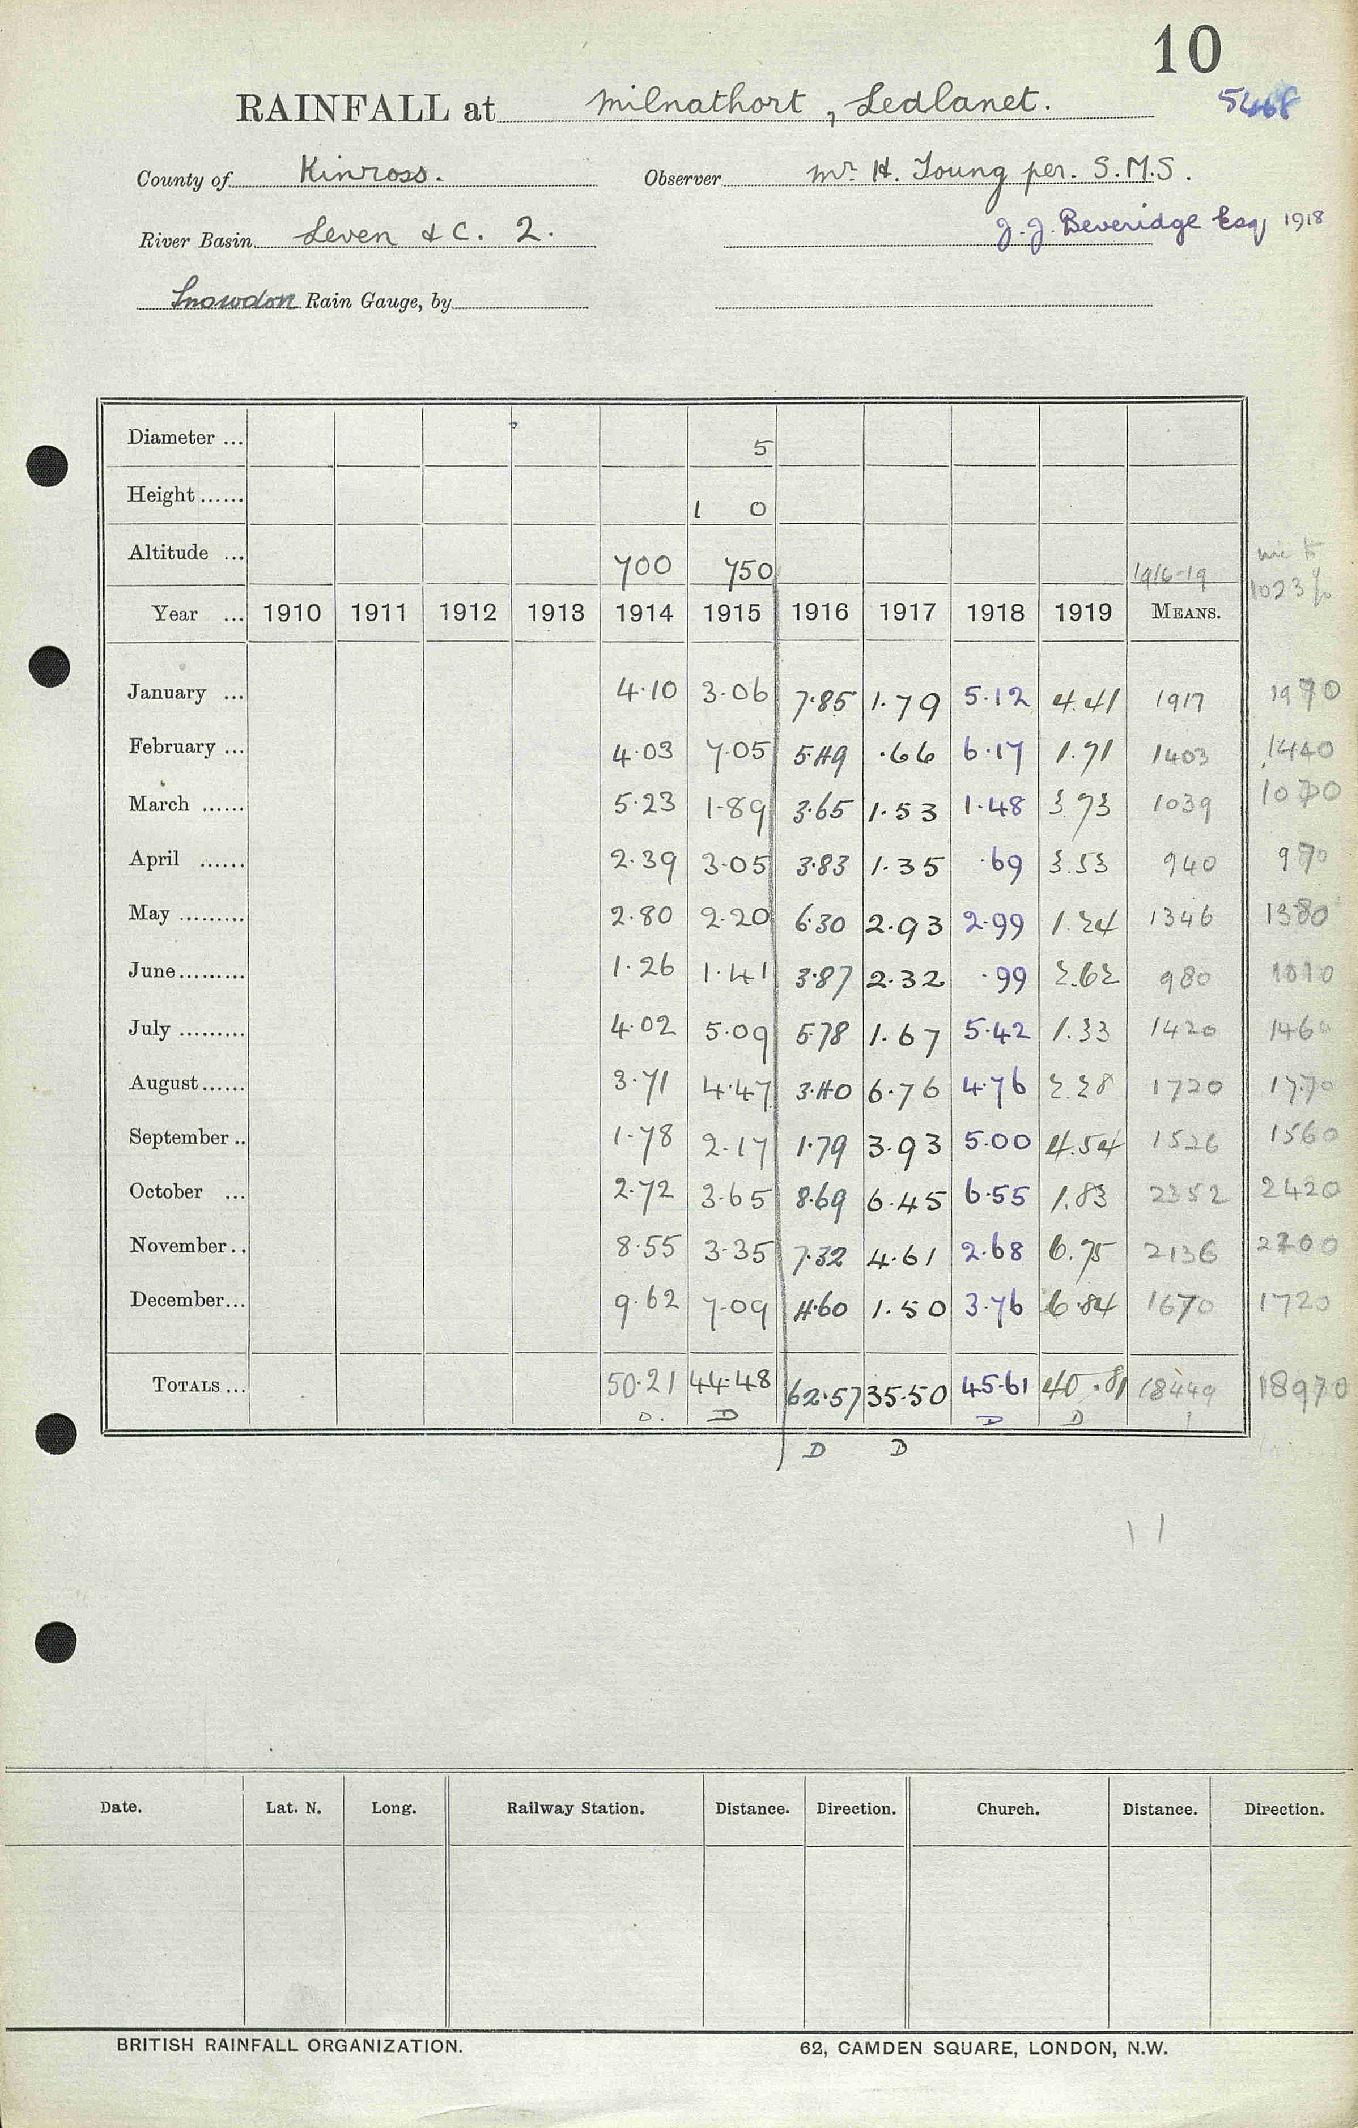 10
RAINFALL at Milnathort, Ledlanet. 5468
County of Kinross. Observer Mr. H. Young per. S.M.S.
River Basin Leven & C. 2. J. J. Beveridge Esq 1918
Snowdon Rain Gauge, by
Diameter ... 5
Height ...... 1 0
Altitude ... 700 750 1916-19
Year ... 1910 1911 1912 1913 1914 1915 1916 1917 1918 1919 MEANS. 1023
January ... 4.10 3.06 7.85 1.79 5.12 4.41 1917 1970
February ... 4.03 7.05 5.49 .66 6.17 1.71 1403 1440
March ...... 5.23 1.89 3.65 1.53 1.48 3.73 1039 1070
April ...... 2.39 3.05 3.83 1.35 .69 3.53 940 970
May ......... 2.80 2.20 6.30 2.93 2.99 1.24 1346 1380
June ......... 1.26 1.41 3.87 2.32 .99 2.62 980 1010
July ......... 4.02 5.09 5.78 1.67 5.42 1.33 1420 1460
August ...... 3.71 4.47 3.40 6.76 4.76 2.28 1720 1770
September .. 1.78 2.17 1.79 3.93 5.00 4.54 1526 1560
October ... 2.72 3.65 8.69 6.45 6.55 1.83 2352 2420
November .. 8.55 3.35 7.32 4.61 2.68 6.75 2136 2200
December ... 9.62 7.09 4.60 1.50 3.76 6.84 1670 1720
TOTALS ... 50.21 44.48 62.57 35.50 45.61 40.81 18449 18970
D. D D D
D D
Date. Lat. N. Long. Railway Station. Distance. Direction. Church. Distance. Direction.
BRITISH RAINFALL ORGANIZATION. 62, CAMDEN SQUARE, LONDON, N.W.